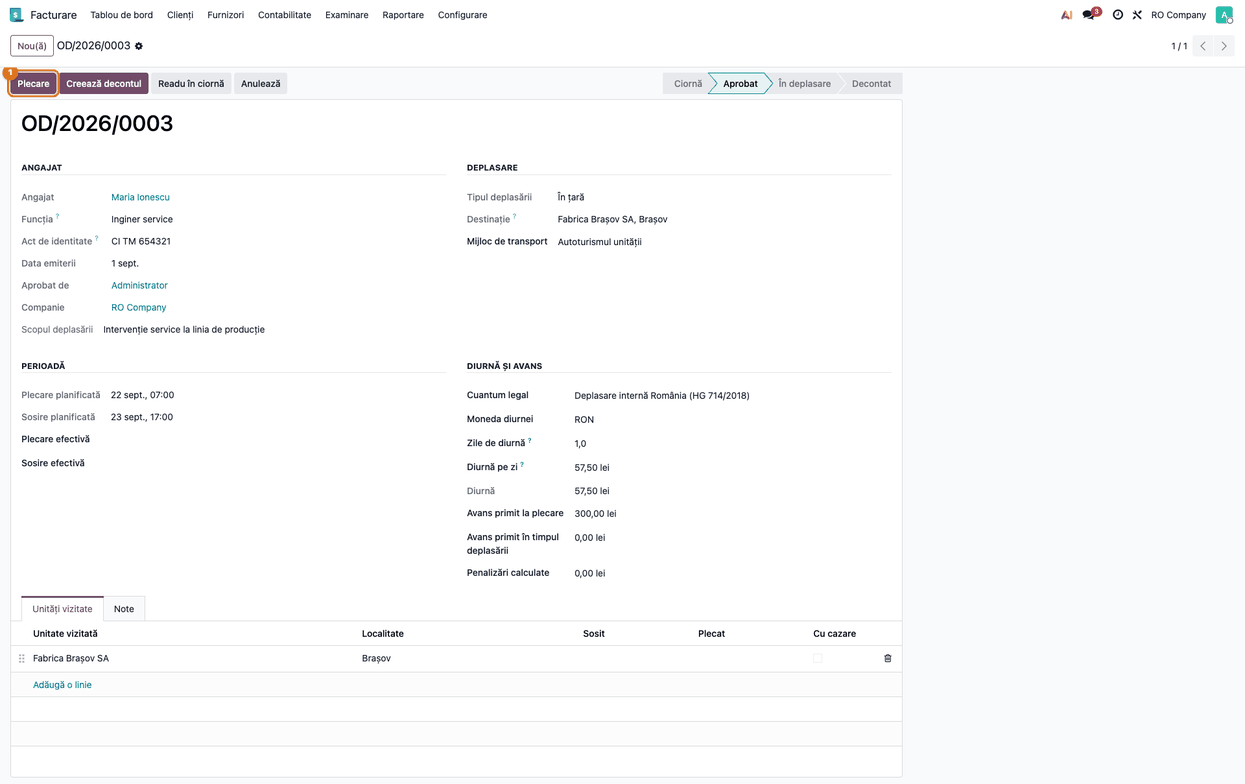 Facturare Tablou de bord Clienți Furnizori Contabilitate Examinare Raportare Configurare AI 3 RO Company A
Nou(ă) OD/2026/0003 1 / 1
1
Plecare Creează decontul Readu în ciornă Anulează Ciornă Aprobat În deplasare Decontat
OD/2026/0003
ANGAJAT
Angajat Maria Ionescu
Funcția ? Inginer service
Act de identitate ? CI TM 654321
Data emiterii 1 sept.
Aprobat de Administrator
Companie RO Company
Scopul deplasării Intervenție service la linia de producție
DEPLASARE
Tipul deplasării În țară
Destinație ? Fabrica Brașov SA, Brașov
Mijloc de transport Autoturismul unității
PERIOADĂ
Plecare planificată 22 sept., 07:00
Sosire planificată 23 sept., 17:00
Plecare efectivă
Sosire efectivă
DIURNĂ ȘI AVANS
Cuantum legal Deplasare internă România (HG 714/2018)
Moneda diurnei RON
Zile de diurnă ? 1,0
Diurnă pe zi ? 57,50 lei
Diurnă 57,50 lei
Avans primit la plecare 300,00 lei
Avans primit în timpul 0,00 lei
deplasării
Penalizări calculate 0,00 lei
Unități vizitate Note
Unitate vizitată Localitate Sosit Plecat Cu cazare
Fabrica Brașov SA Brașov
Adăugă o linie